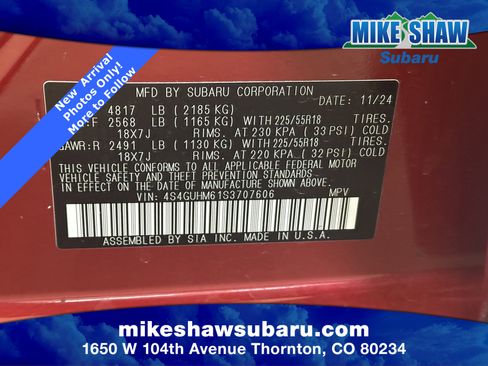 MIKE SHAW
Subaru
New Arrival
Photos Only!
MFD BY SUBARU CORPORATION
DATE: 11/24
4817 LB (2185 KG)
F 2568 LB (1165 KG) WITH 225/55R18 TIRES.
18X7J RIMS. AT 230 KPA (33 PSI) COLD
GAWR:R 2491 LB (1130 KG) WITH 225/55R18 TIRES.
18X7J RIMS. AT 220 KPA (32 PSI) COLD
THIS VEHICLE CONFORMS TO ALL APPLICABLE FEDERAL MOTOR
VEHICLE SAFETY, BUMPER, AND THEFT PREVENTION STANDARDS
IN EFFECT ON THE DATE OF MANUFACTURE SHOWN ABOVE.
VIN: 4S4GUHM61S3707606 MPV
ASSEMBLED BY SIA INC. MADE IN U.S.A.
mikeshawsubaru.com
1650 W 104th Avenue Thornton, CO 80234